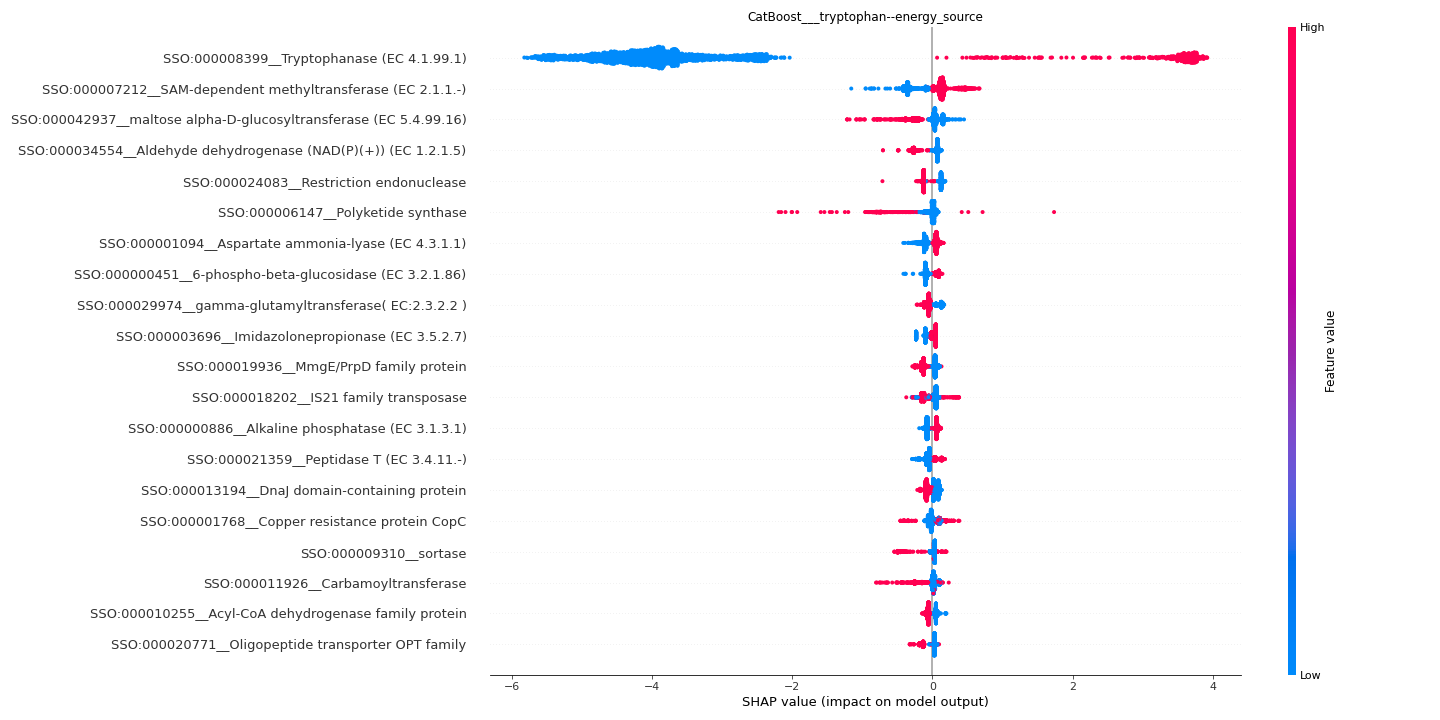 CatBoost___tryptophan--energy_source
High
SSO:000008399__Tryptophanase (EC 4.1.99.1)
SSO:000007212__SAM-dependent methyltransferase (EC 2.1.1.-)
SSO:000042937__maltose alpha-D-glucosyltransferase (EC 5.4.99.16)
SSO:000034554__Aldehyde dehydrogenase (NAD(P)(+)) (EC 1.2.1.5)
SSO:000024083__Restriction endonuclease
SSO:000006147__Polyketide synthase
SSO:000001094__Aspartate ammonia-lyase (EC 4.3.1.1)
SSO:000000451__6-phospho-beta-glucosidase (EC 3.2.1.86)
SSO:000029974__gamma-glutamyltransferase( EC:2.3.2.2 )
SSO:000003696__Imidazolonepropionase (EC 3.5.2.7)
SSO:000019936__MmgE/PrpD family protein
SSO:000018202__IS21 family transposase
SSO:000000886__Alkaline phosphatase (EC 3.1.3.1)
SSO:000021359__Peptidase T (EC 3.4.11.-)
SSO:000013194__DnaJ domain-containing protein
SSO:000001768__Copper resistance protein CopC
SSO:000009310__sortase
SSO:000011926__Carbamoyltransferase
SSO:000010255__Acyl-CoA dehydrogenase family protein
SSO:000020771__Oligopeptide transporter OPT family
Feature value
Low
−6 −4 −2 0 2 4
SHAP value (impact on model output)